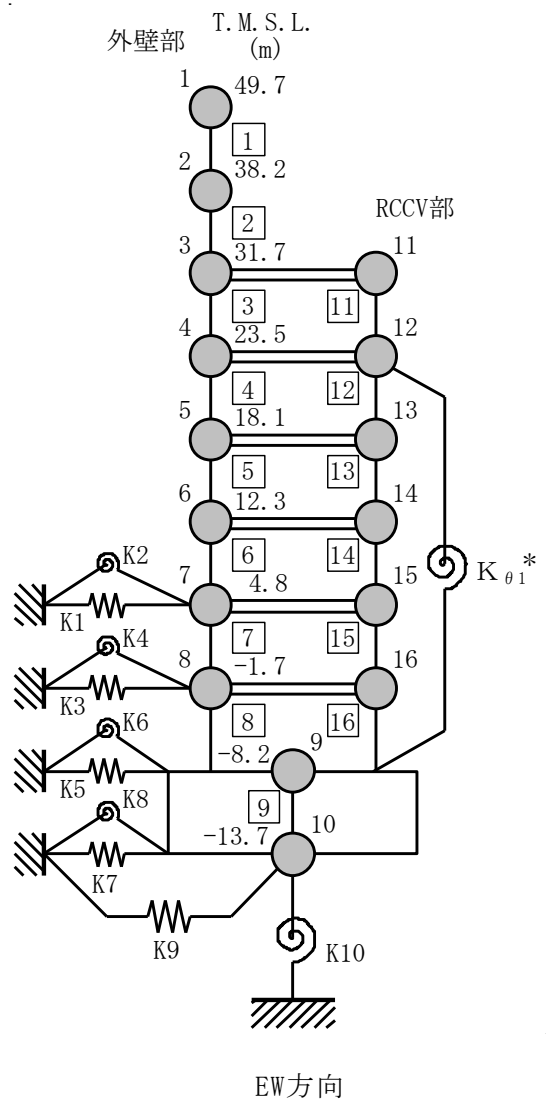 T.M.S.L.
外壁部 (m)
1 49.7
1
2 38.2
RCCV部
2
3 31.7 11
3 11
4 23.5 12
4 12
5 18.1 13
5 13
6 12.3 14
K2 6 14
7 4.8 15 Kθ1*
K1
K4 7 15
8 -1.7 16
K3
K6 8 16
-8.2 9
K5
K8 9
-13.7 10
K7
K9 K10
EW方向